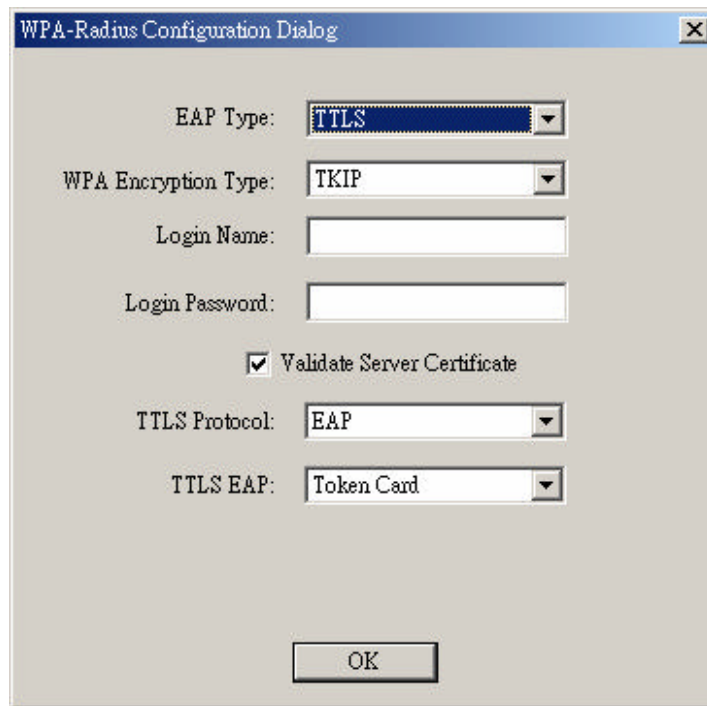 WPA-Radius Configuration Dialog
EAP Type: TTLS
WPA Encryption Type: TKIP
Login Name:
Login Password:
Validate Server Certificate
TTLS Protocol: EAP
TTLS EAP: Token Card
OK